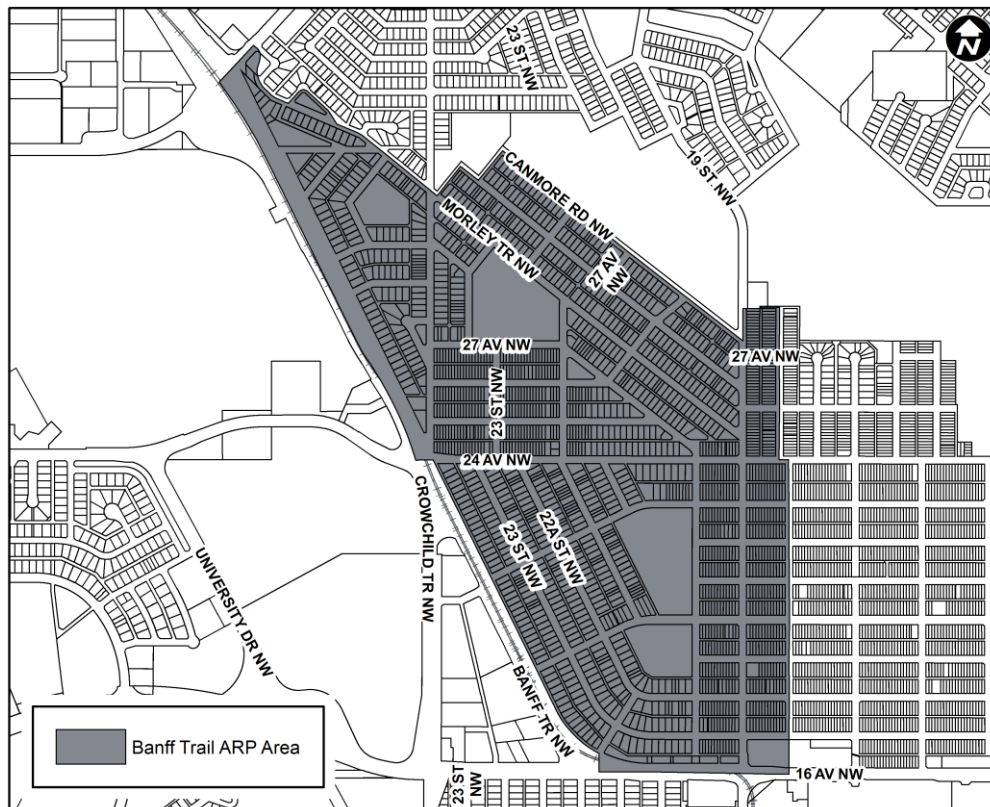 23 ST NW
N
19 ST NW
CANMORE RD NW
MORLEY TR NW
27 AV
NW
27 AV NW
27 AV NW
23 ST NW
24 AV NW
CROWCHILD TR NW
22A ST NW
23 ST NW
UNIVERSITY DR NW
BANFF TR NW
Banff Trail ARP Area
16 AV NW
23 ST
NW